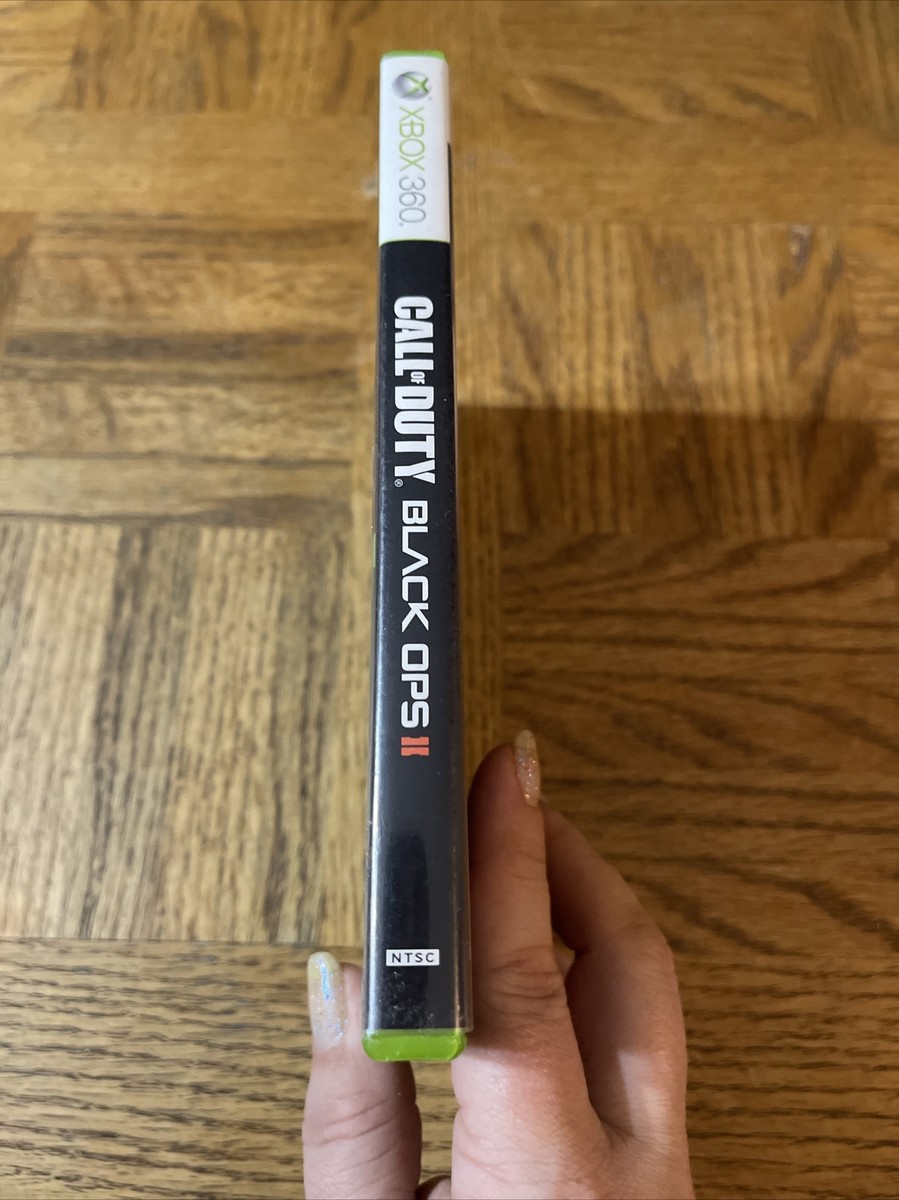 XBOX 360.
CALL OF DUTY® BLACK OPS II
NTSC